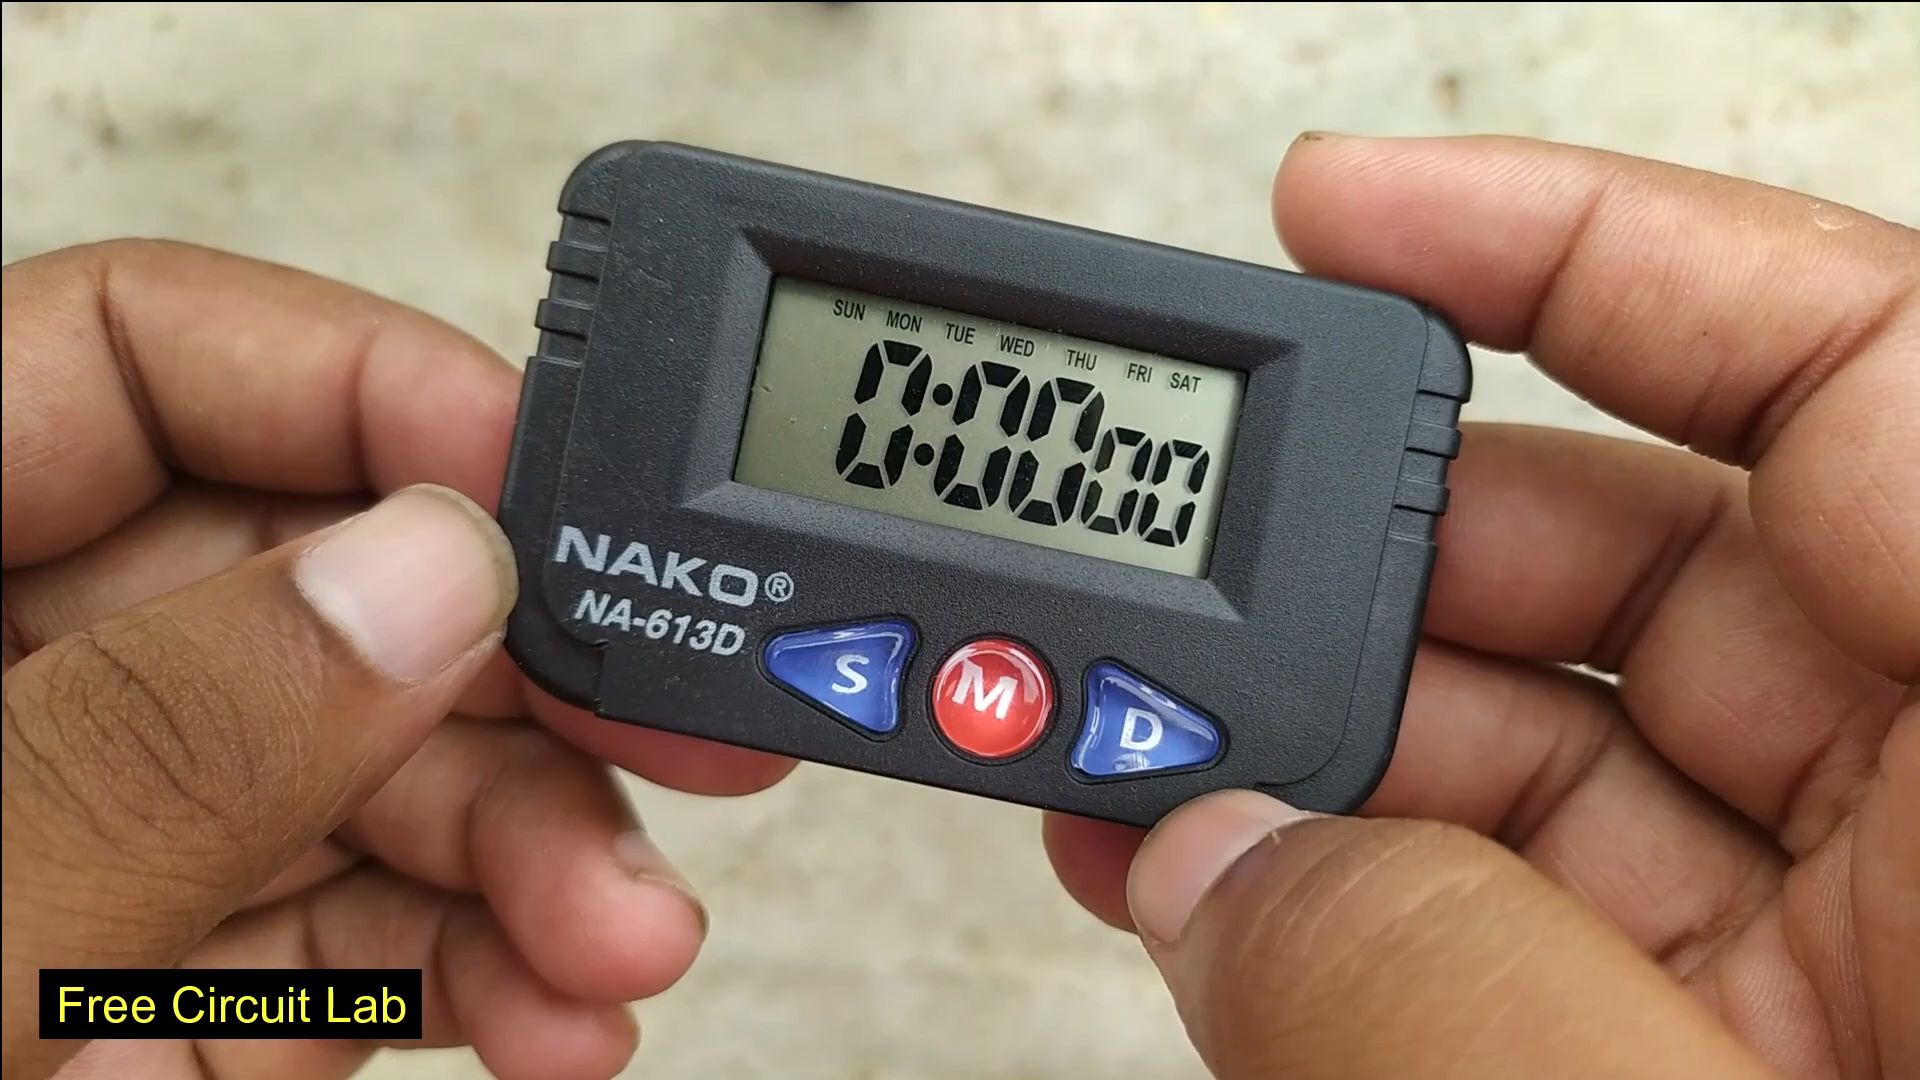 SUN MON TUE WED THU FRI SAT
0:00 00
NAKO®
NA-613D
S M D
Free Circuit Lab